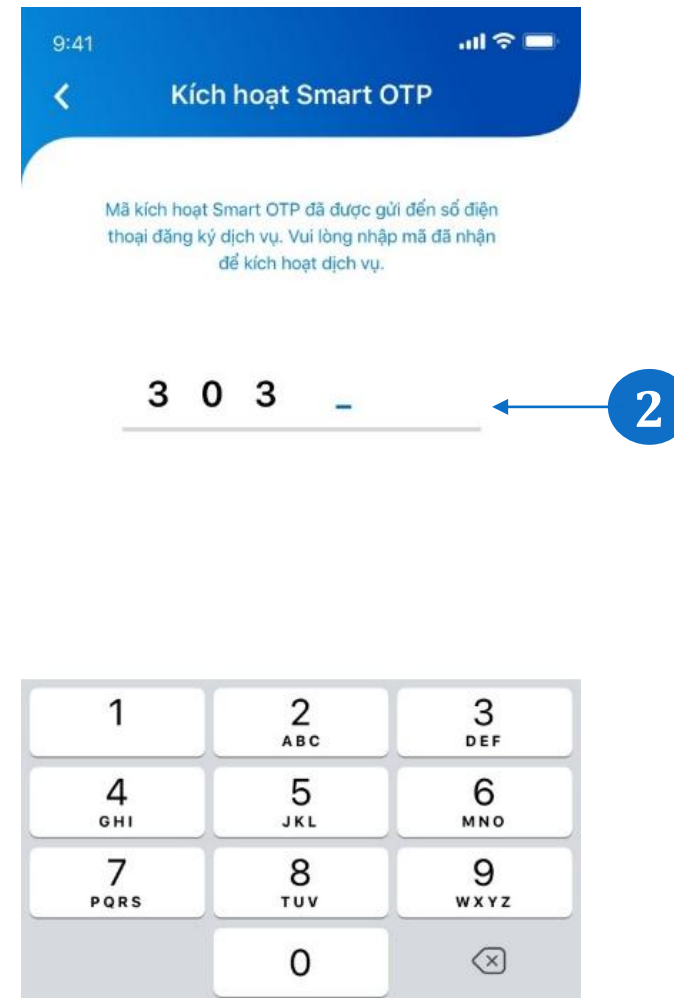 9:41
Kích hoạt Smart OTP
Mã kích hoạt Smart OTP đã được gửi đến số điện
thoại đăng ký dịch vụ. Vui lòng nhập mã đã nhận
để kích hoạt dịch vụ.
3 0 3 _
2
1 2 3
ABC DEF
4 5 6
GHI JKL MNO
7 8 9
PQRS TUV WXYZ
0